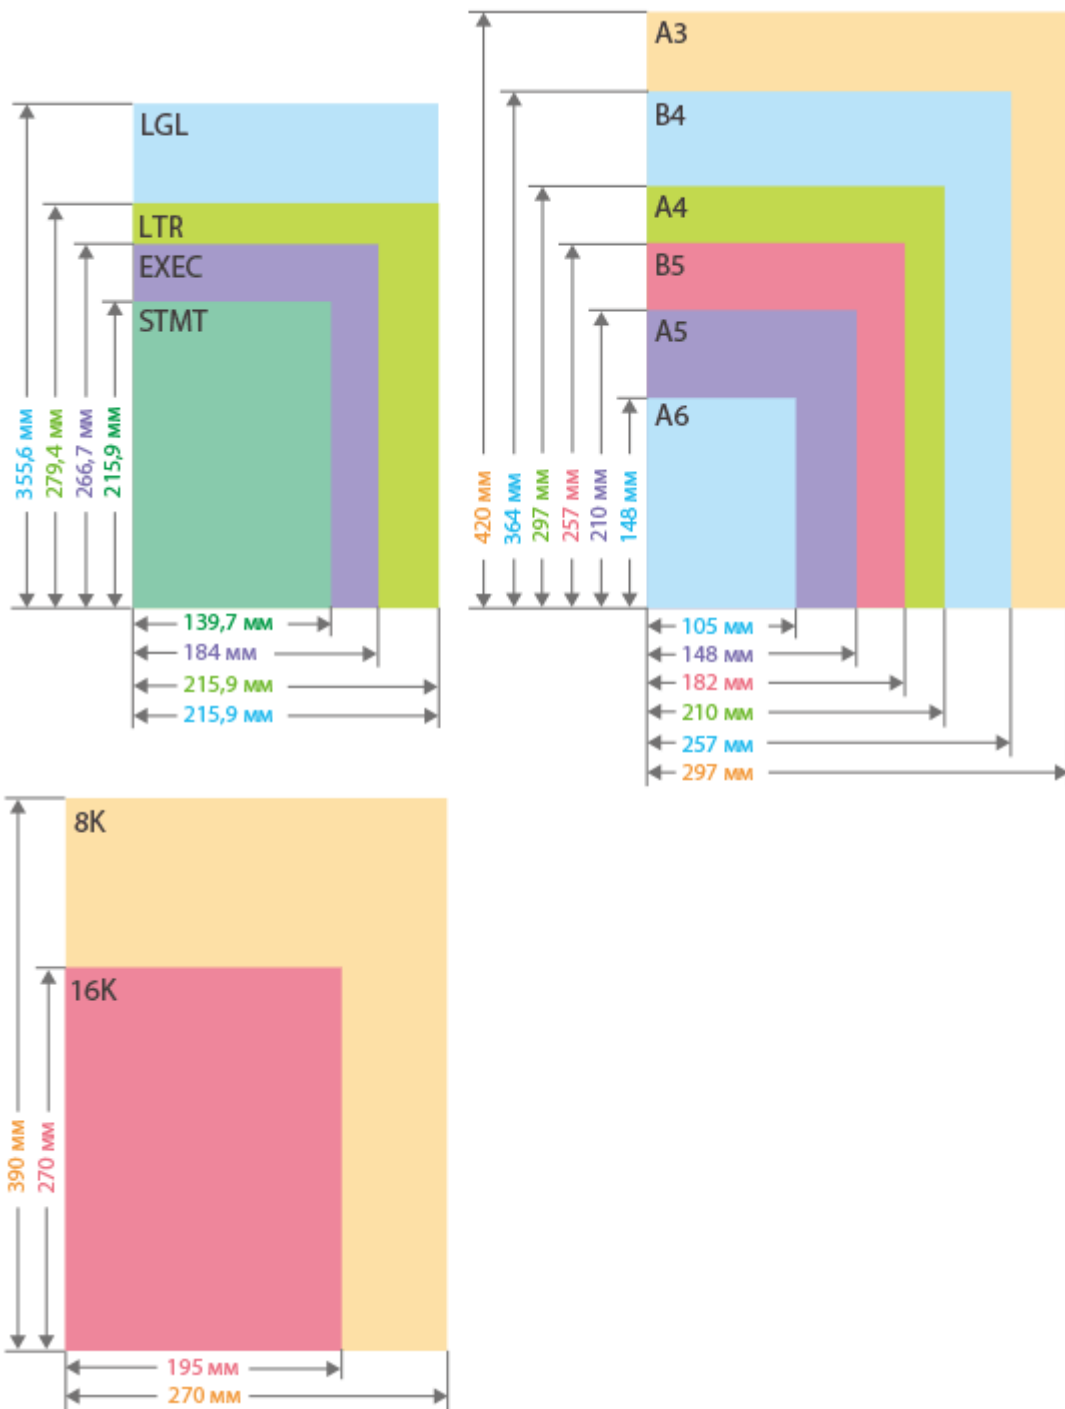 LGL
LTR
EXEC
STMT
355,6 мм
279,4 мм
266,7 мм
215,9 мм
139,7 мм
184 мм
215,9 мм
215,9 мм
A3
B4
A4
B5
A5
A6
420 мм
364 мм
297 мм
257 мм
210 мм
148 мм
105 мм
148 мм
182 мм
210 мм
257 мм
297 мм
8K
16K
390 мм
270 мм
195 мм
270 мм